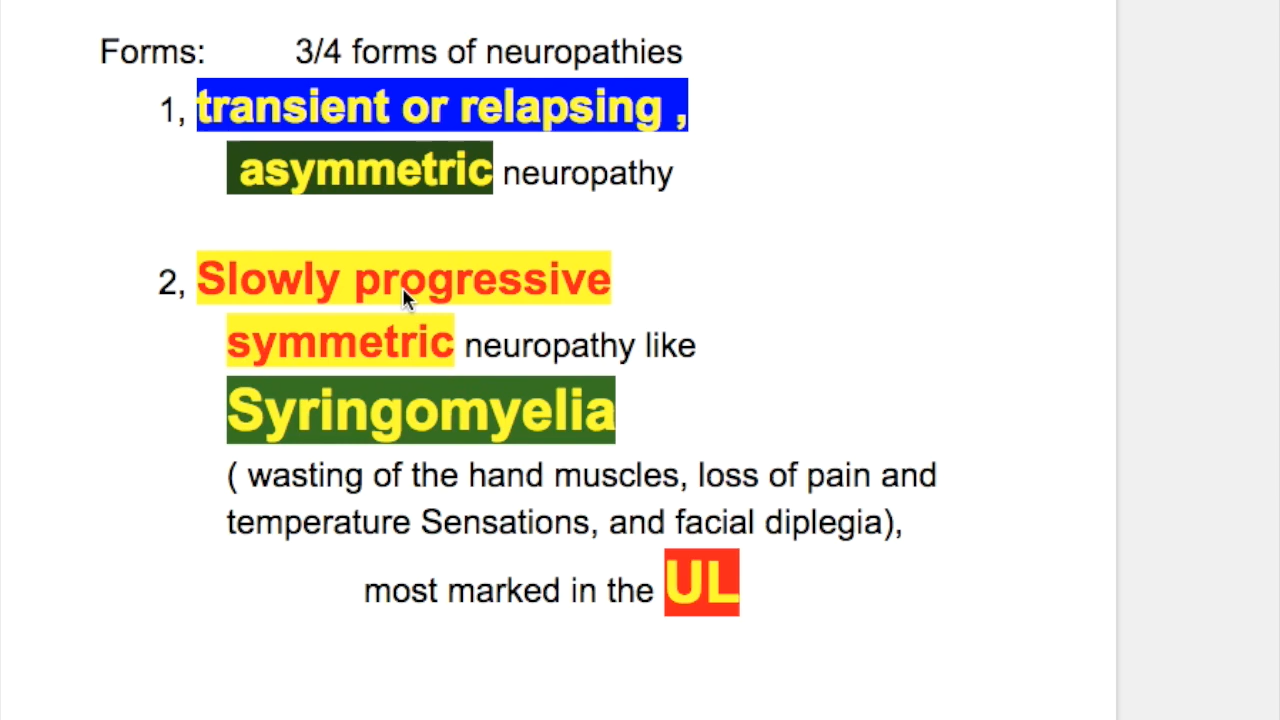 Forms: 3/4 forms of neuropathies
1, transient or relapsing ,
asymmetric neuropathy
2, Slowly progressive
symmetric neuropathy like
Syringomyelia
( wasting of the hand muscles, loss of pain and
temperature Sensations, and facial diplegia),
most marked in the UL